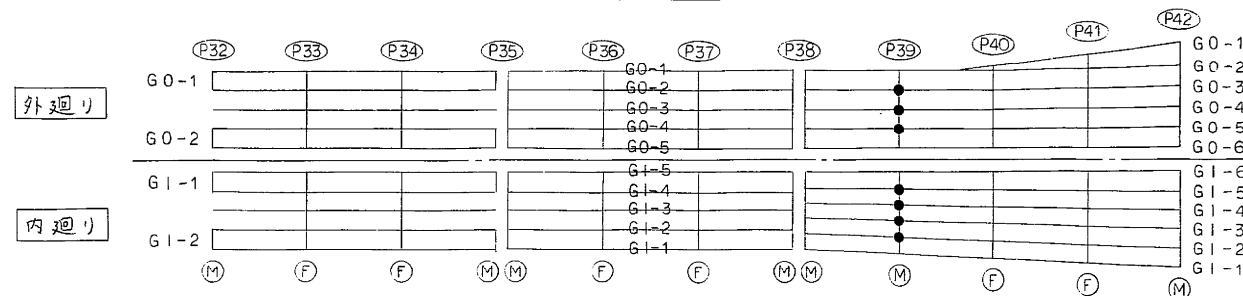 P32 P33 P34 P35 P36 P37 P38 P39 P40 P41 P42
外廻り
GO-1
GO-2
GO-1
GO-2
GO-3
GO-4
GO-5
GO-1
GO-2
GO-3
GO-4
GO-5
GO-6
内廻り
GI-1
GI-2
GI-5
GI-4
GI-3
GI-2
GI-1
GI-6
GI-5
GI-4
GI-3
GI-2
GI-1
M F F M M F F M M M F F M